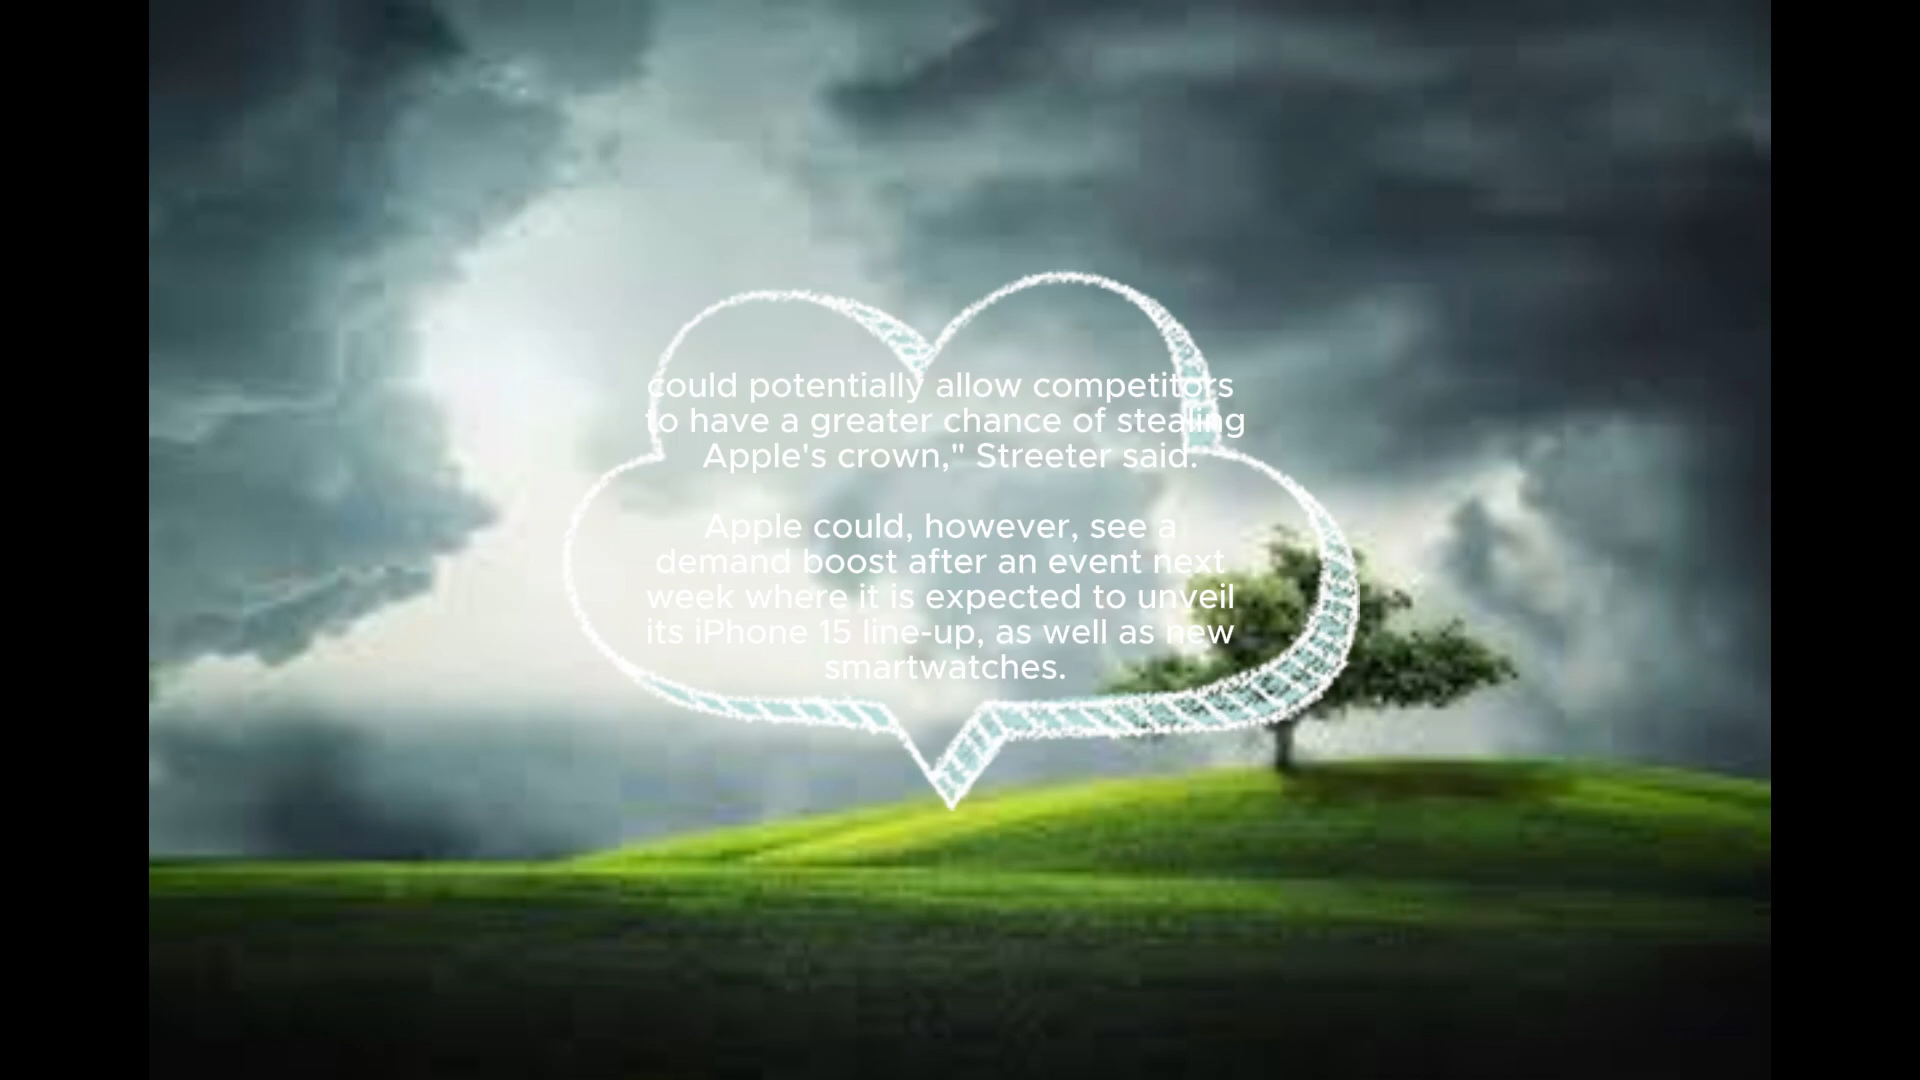 could potentially allow competitors
to have a greater chance of stealing
Apple's crown," Streeter said.
Apple could, however, see a
demand boost after an event next
week where it is expected to unveil
its iPhone 15 line-up, as well as new
smartwatches.